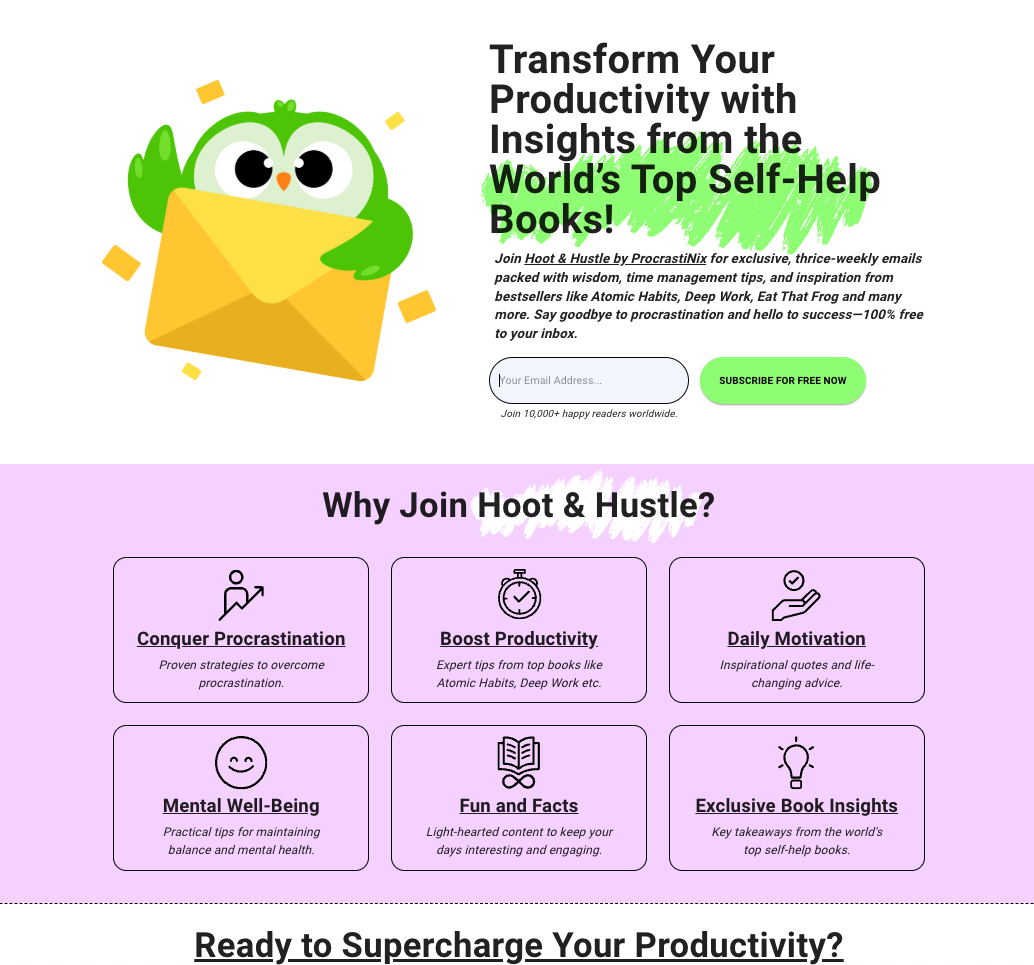 Transform Your
Productivity with
Insights from the
World's Top Self-Help
Books!
Join Hoot & Hustle by ProcrastiNix for exclusive, thrice-weekly emails
packed with wisdom, time management tips, and inspiration from
bestsellers like Atomic Habits, Deep Work, Eat That Frog and many
more. Say goodbye to procrastination and hello to success—100% free
to your inbox.
Your Email Address...
SUBSCRIBE FOR FREE NOW
Join 10,000+ happy readers worldwide.
Why Join Hoot & Hustle?
Conquer Procrastination
Proven strategies to overcome
procrastination.
Boost Productivity
Expert tips from top books like
Atomic Habits, Deep Work etc.
Daily Motivation
Inspirational quotes and life-
changing advice.
Mental Well-Being
Practical tips for maintaining
balance and mental health.
Fun and Facts
Light-hearted content to keep your
days interesting and engaging.
Exclusive Book Insights
Key takeaways from the world's
top self-help books.
Ready to Supercharge Your Productivity?